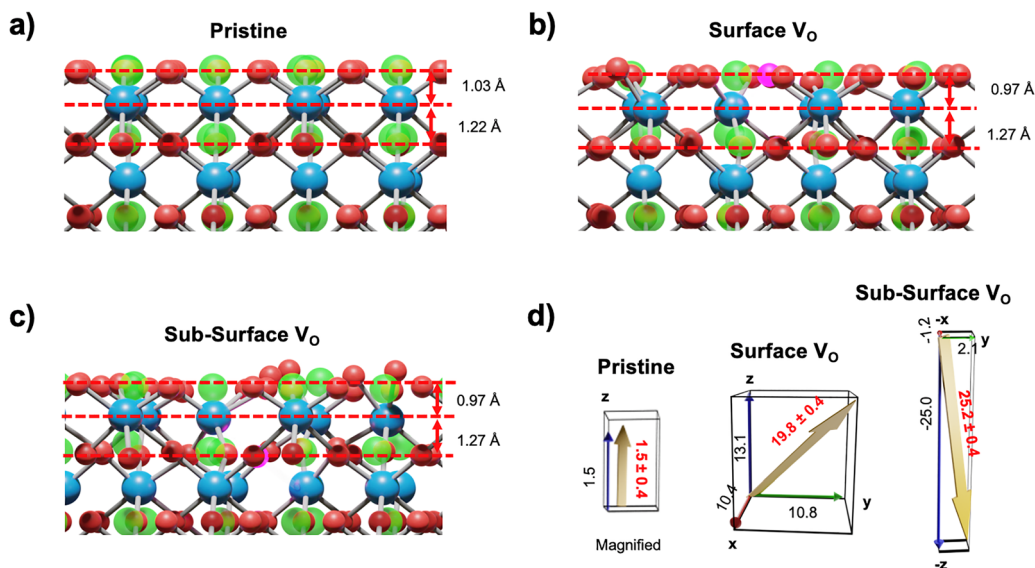 a)
Pristine
1.03 Å
1.22 Å
b)
Surface VO
0.97 Å
1.27 Å
c)
Sub-Surface VO
0.97 Å
1.27 Å
d)
Pristine
z
1.5
1.5 ± 0.4
Magnified
Surface VO
z
13.1
19.8 ± 0.4
10.4
10.8
y
x
Sub-Surface VO
-1.2
-x
y
2.1
-25.0
25.2 ± 0.4
-z